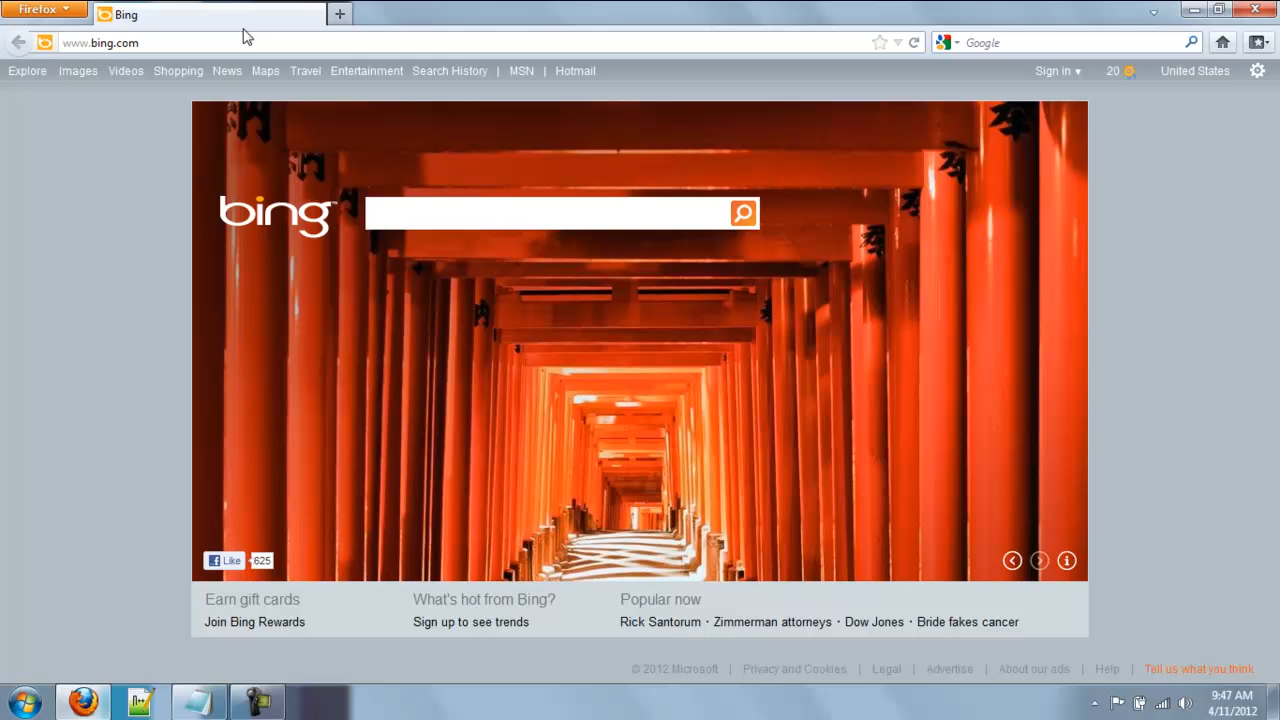 Firefox
Bing
www.bing.com
Google
Explore Images Videos Shopping News Maps Travel Entertainment Search History | MSN | Hotmail
Sign in 20 United States
bing
Like 625
Earn gift cards What's hot from Bing? Popular now
Join Bing Rewards Sign up to see trends Rick Santorum · Zimmerman attorneys · Dow Jones · Bride fakes cancer
© 2012 Microsoft | Privacy and Cookies | Legal | Advertise | About our ads | Help | Tell us what you think
9:47 AM
4/11/2012